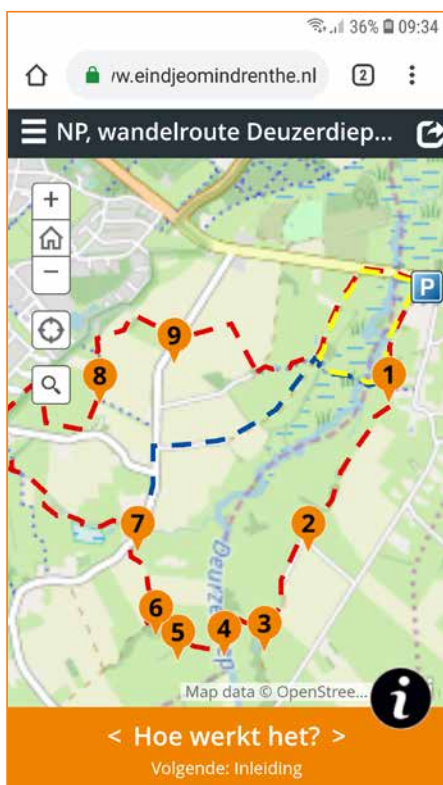 36% 09:34
/w.eindjeomindrenthe.nl 2
NP, wandelroute Deuzerdiep...
+
−
P
9
8
1
7
2
6
5
4
3
Deurzerdiep
Map data © OpenStree...
i
< Hoe werkt het? >
Volgende: Inleiding